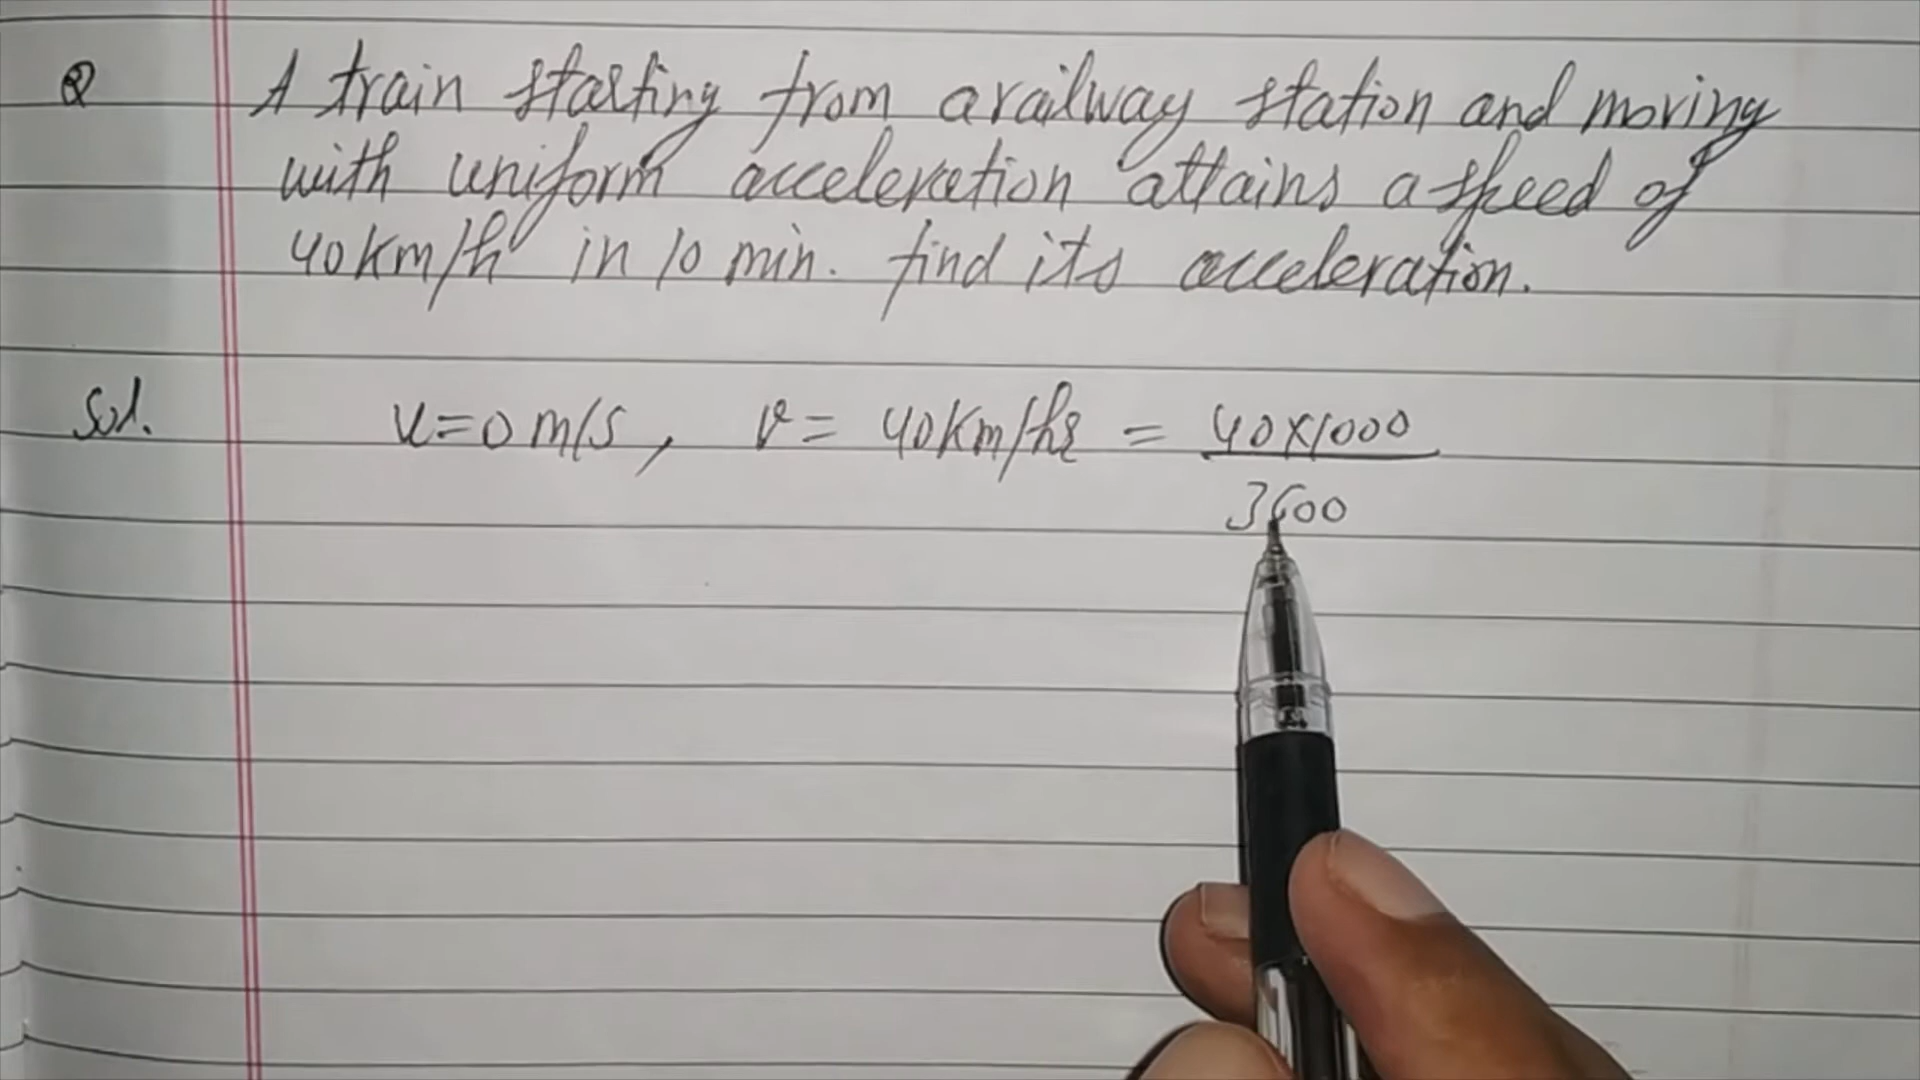 Q A train starting from a railway station and moving
with uniform acceleration attains a speed of
40km/h in 10 min. find its acceleration.
Sol. u=0 m/s, v= 40km/hr = 40×1000
3600